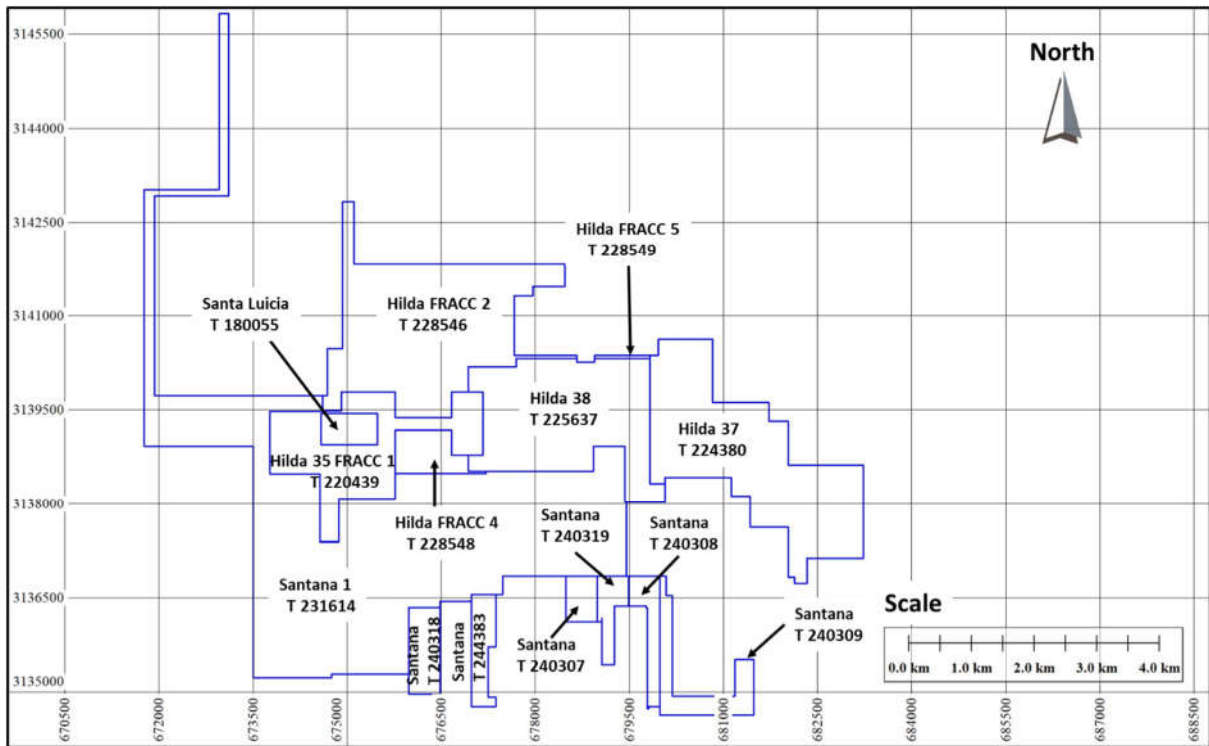 3145500
North
3144000
3142500
Hilda FRACC 5
T 228549
Santa Luicia
T 180055
Hilda FRACC 2
T 228546
3141000
3139500
Hilda 38
T 225637
Hilda 37
T 224380
Hilda 35 FRACC 1
T 220439
3138000
Hilda FRACC 4
T 228548
Santana
T 240319
Santana
T 240308
Santana 1
T 231614
3136500
Scale
Santana
T 240309
0.0 km 1.0 km 2.0 km 3.0 km 4.0 km
Santana
T 240318
Santana
T 244383
Santana
T 240307
3135000
670500
672000
673500
675000
676500
678000
679500
681000
682500
684000
685500
687000
688500